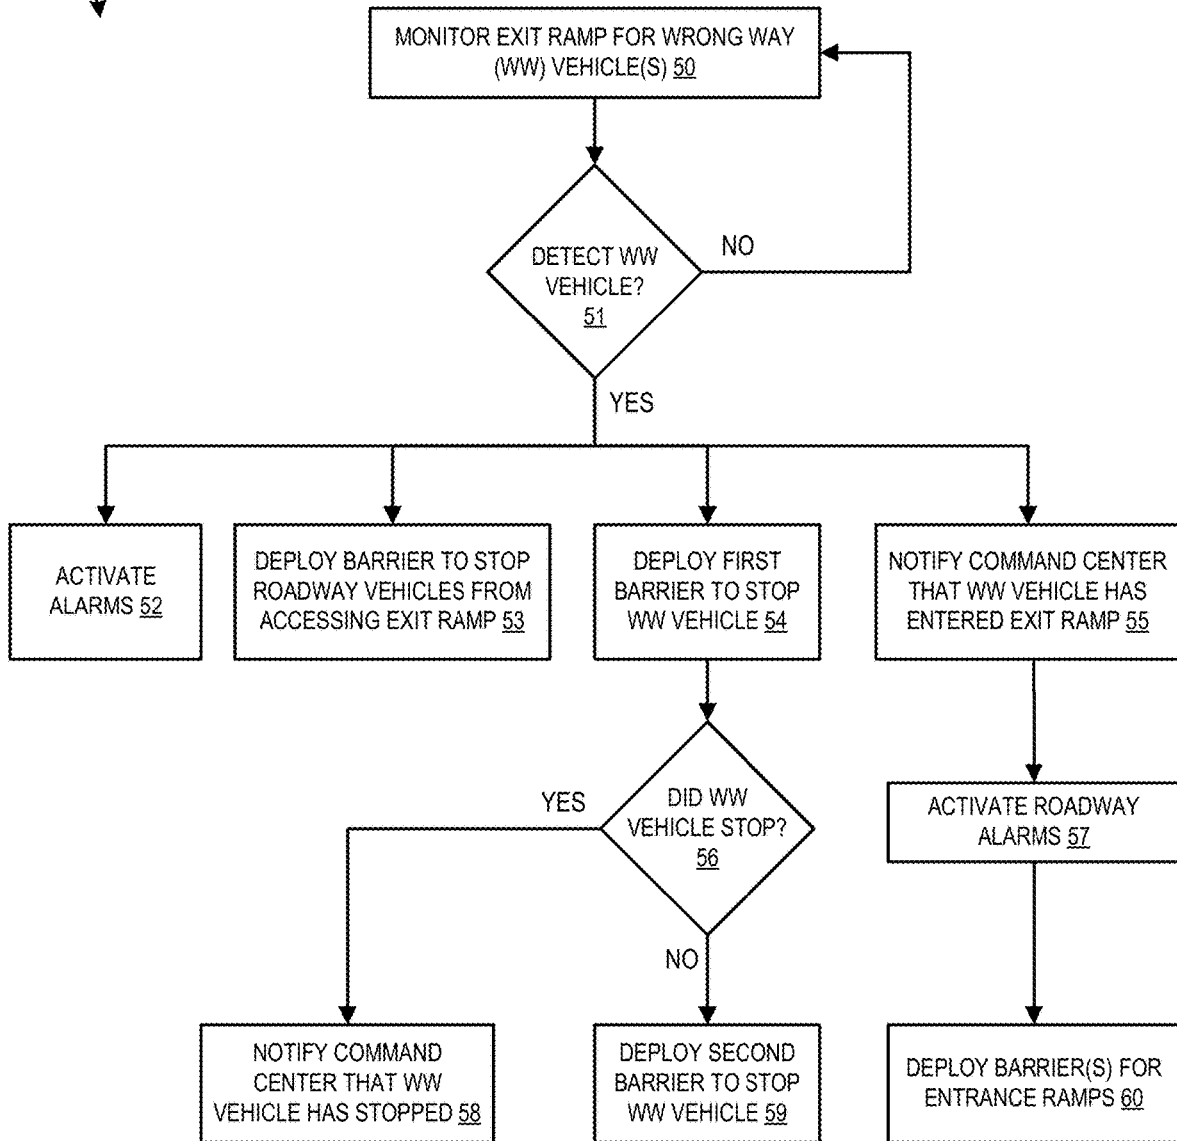 MONITOR EXIT RAMP FOR WRONG WAY
(WW) VEHICLE(S) 50
DETECT WW
VEHICLE?
51
NO
YES
ACTIVATE
ALARMS 52
DEPLOY BARRIER TO STOP
ROADWAY VEHICLES FROM
ACCESSING EXIT RAMP 53
DEPLOY FIRST
BARRIER TO STOP
WW VEHICLE 54
NOTIFY COMMAND CENTER
THAT WW VEHICLE HAS
ENTERED EXIT RAMP 55
DID WW
VEHICLE STOP?
56
YES
NO
ACTIVATE ROADWAY
ALARMS 57
NOTIFY COMMAND
CENTER THAT WW
VEHICLE HAS STOPPED 58
DEPLOY SECOND
BARRIER TO STOP
WW VEHICLE 59
DEPLOY BARRIER(S) FOR
ENTRANCE RAMPS 60